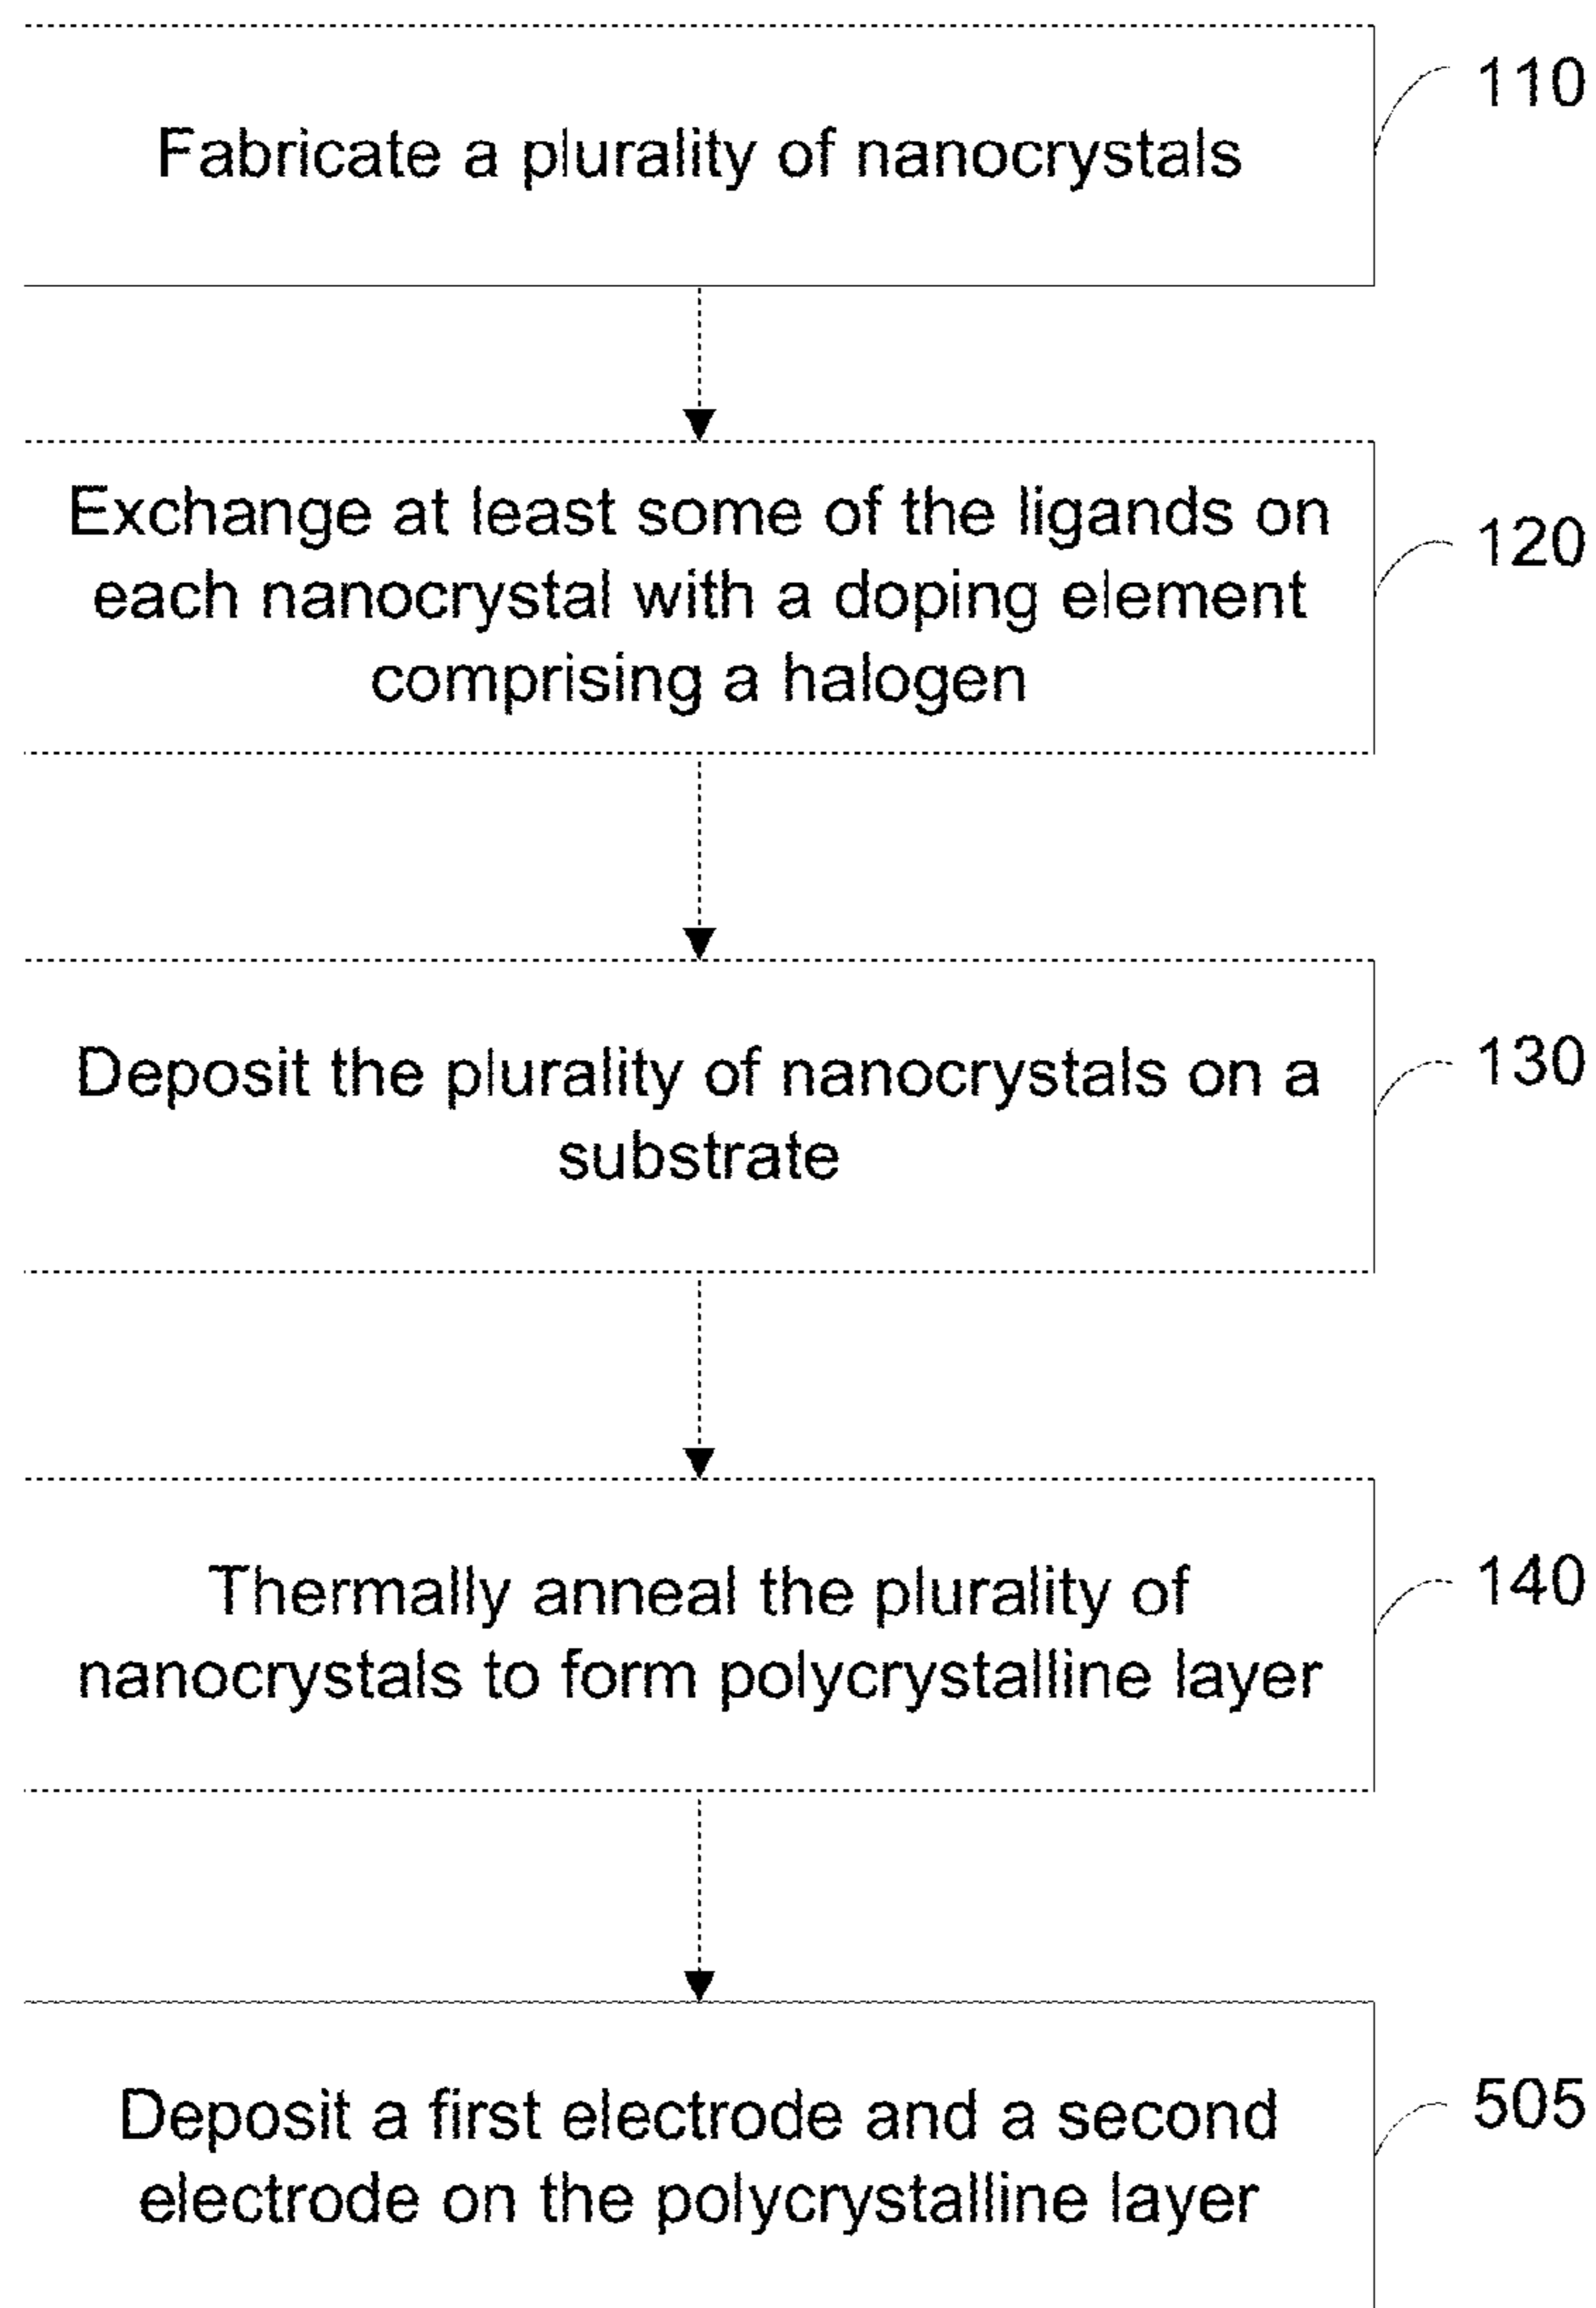 Fabricate a plurality of nanocrystals
110
Exchange at least some of the ligands on
each nanocrystal with a doping element
comprising a halogen
120
Deposit the plurality of nanocrystals on a
substrate
130
Thermally anneal the plurality of
nanocrystals to form polycrystalline layer
140
Deposit a first electrode and a second
electrode on the polycrystalline layer
505